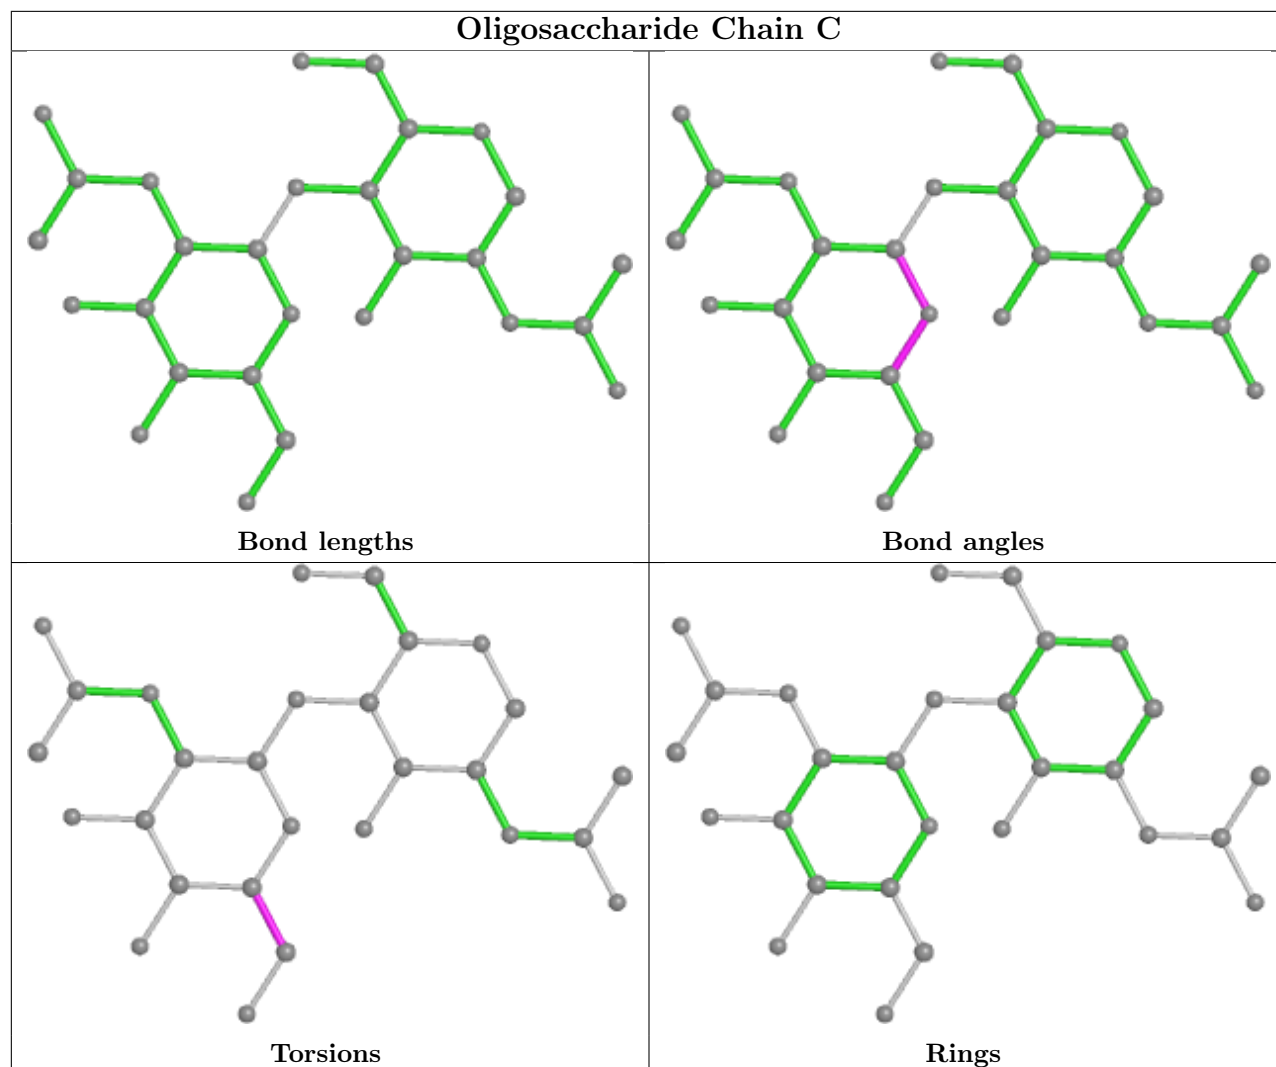 Oligosaccharide Chain C
Bond lengths
Bond angles
Torsions
Rings